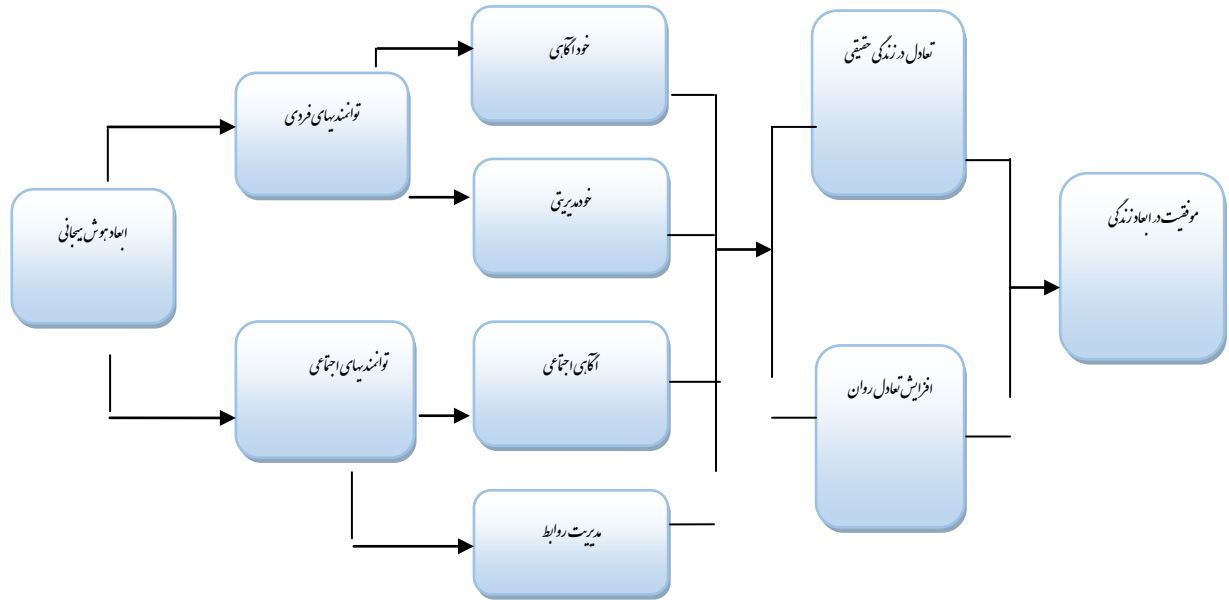 ابعاد هوش هیجانی
توانمندیهای فردی
توانمندیهای اجتماعی
خودآگاهی
خودمدیریتی
آگاهی اجتماعی
مدیریت روابط
تعادل در زندگی حقیقی
افزایش تعادل روان
موفقیت در ابعاد زندگی